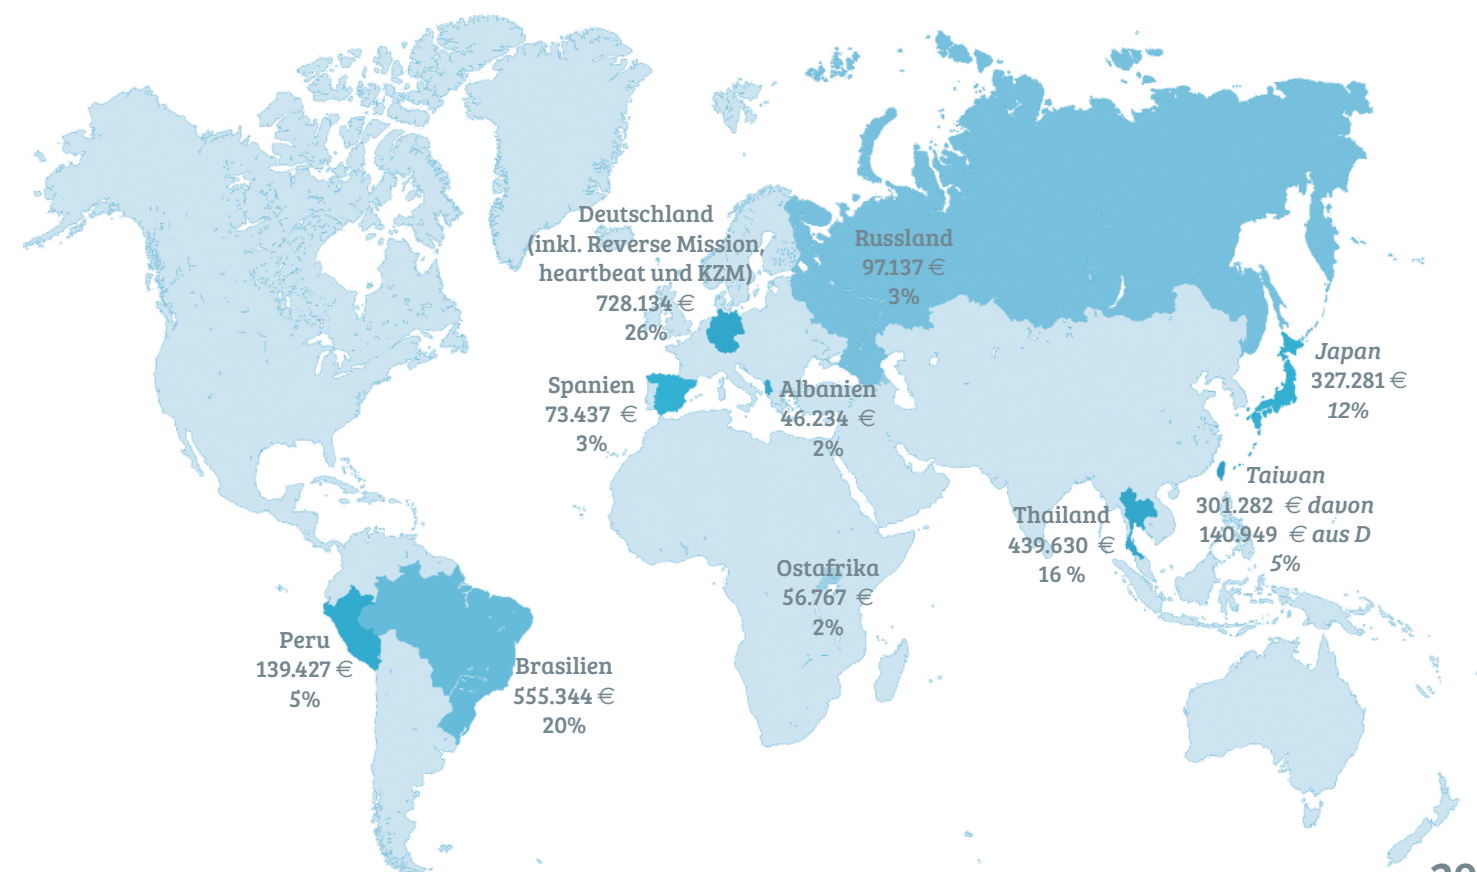 Deutschland
(inkl. Reverse Mission,
heartbeat und KZM)
728.134 €
26%
Russland
97.137 €
3%
Spanien
73.437 €
3%
Albanien
46.234 €
2%
Japan
327.281 €
12%
Taiwan
301.282 € davon
140.949 € aus D
5%
Thailand
439.630 €
16 %
Ostafrika
56.767 €
2%
Peru
139.427 €
5%
Brasilien
555.344 €
20%